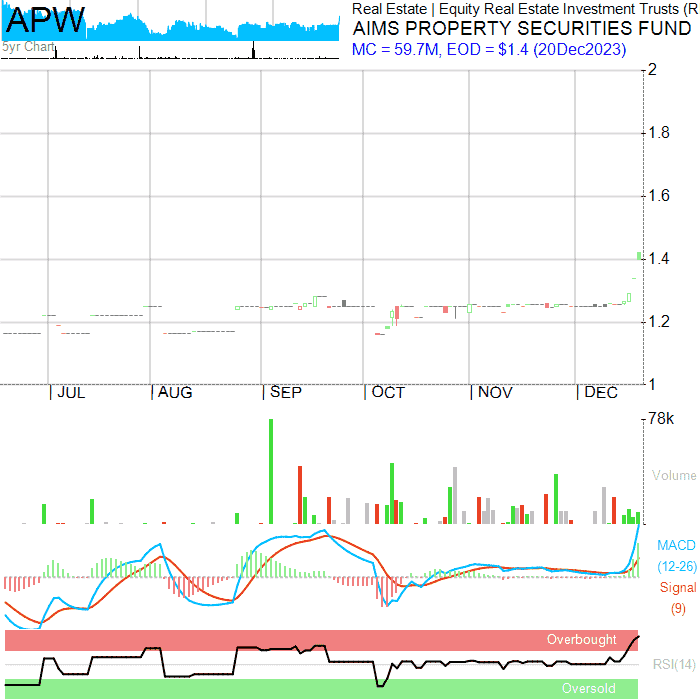 APW
5yr Chart
Real Estate | Equity Real Estate Investment Trusts (R
AIMS PROPERTY SECURITIES FUND
MC = 59.7M, EOD = $1.4 (20Dec2023)
2
1.8
1.6
1.4
1.2
1
JUL AUG SEP OCT NOV DEC
78k
Volume
MACD
(12-26)
Signal
(9)
Overbought
RSI(14)
Oversold